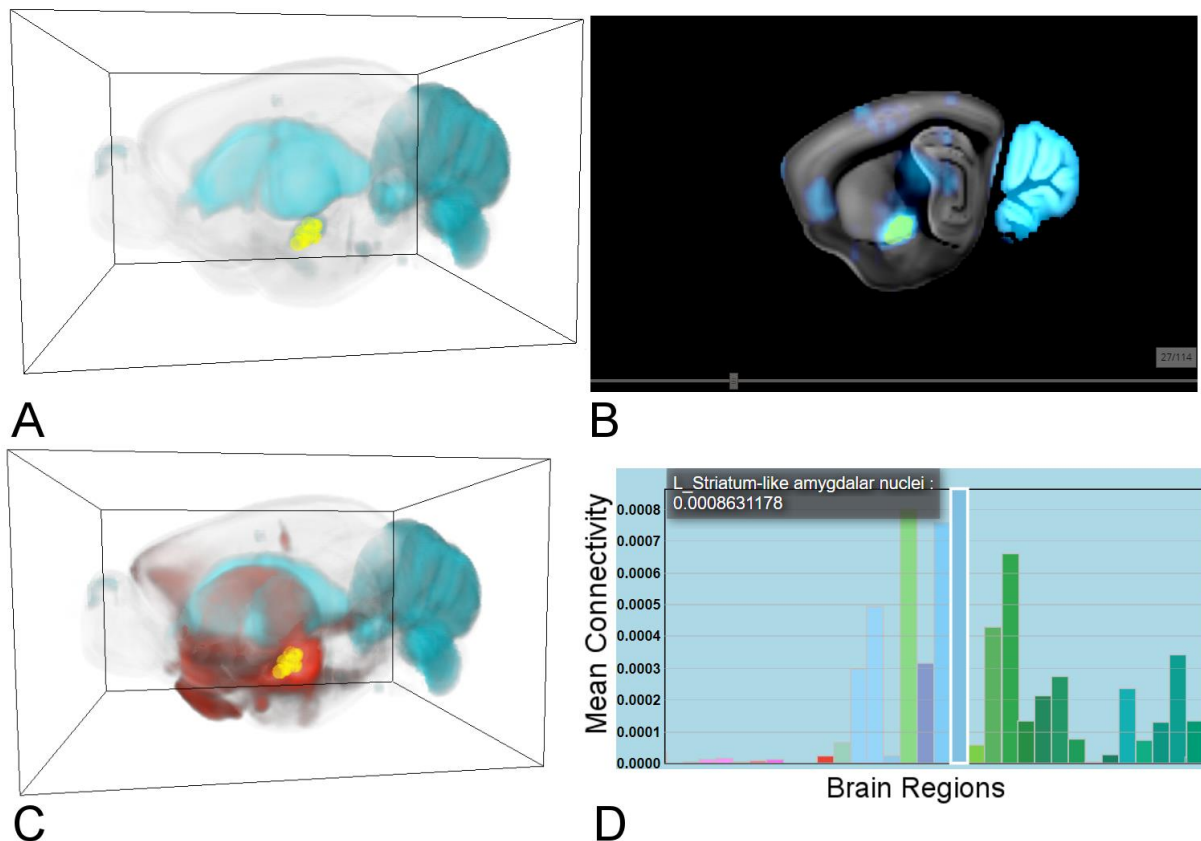 A
27/114
B
C
L_Striatum-like amygdalar nuclei :
0.0008631178
Mean Connectivity
0.0008
0.0007
0.0006
0.0005
0.0004
0.0003
0.0002
0.0001
0.0000
Brain Regions
D